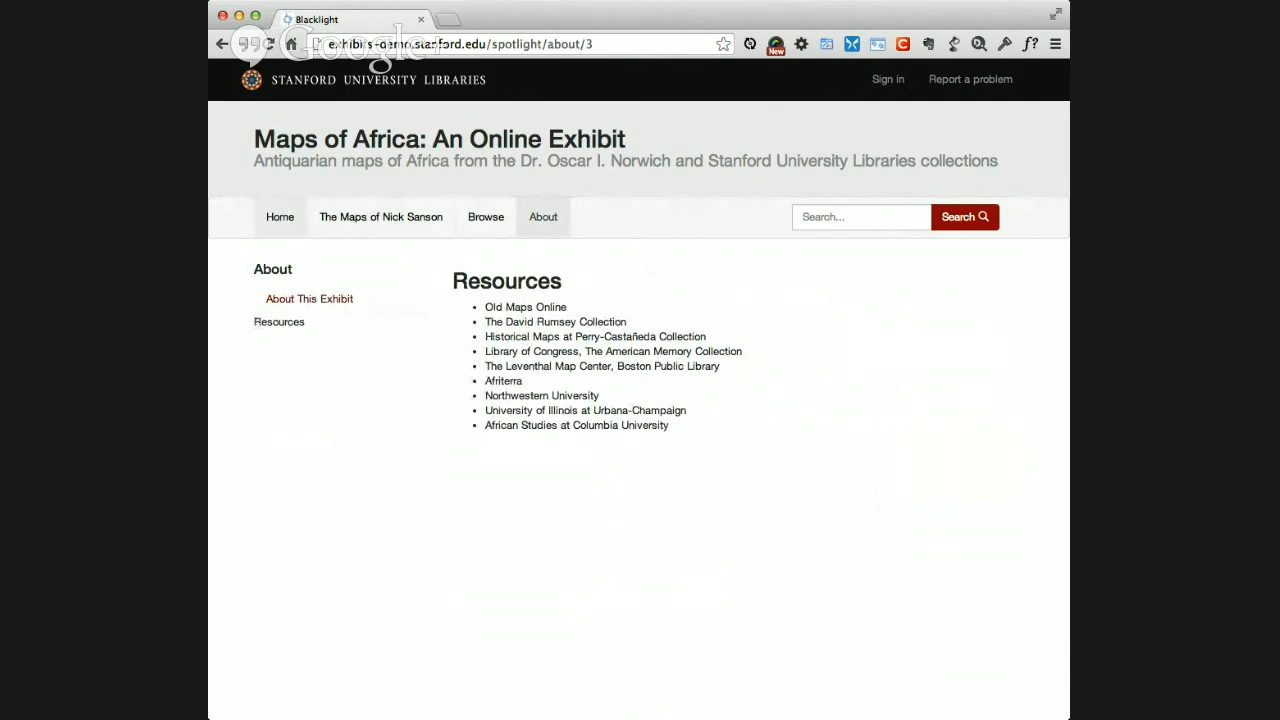 Blacklight
Google+
exhibits-demo.stanford.edu/spotlight/about/3
New
f?
STANFORD UNIVERSITY LIBRARIES
Sign in
Report a problem
Maps of Africa: An Online Exhibit
Antiquarian maps of Africa from the Dr. Oscar I. Norwich and Stanford University Libraries collections
Home
The Maps of Nick Sanson
Browse
About
Search...
Search
About
About This Exhibit
Resources
Resources
Old Maps Online
The David Rumsey Collection
Historical Maps at Perry-Castañeda Collection
Library of Congress, The American Memory Collection
The Leventhal Map Center, Boston Public Library
Afriterra
Northwestern University
University of Illinois at Urbana-Champaign
African Studies at Columbia University